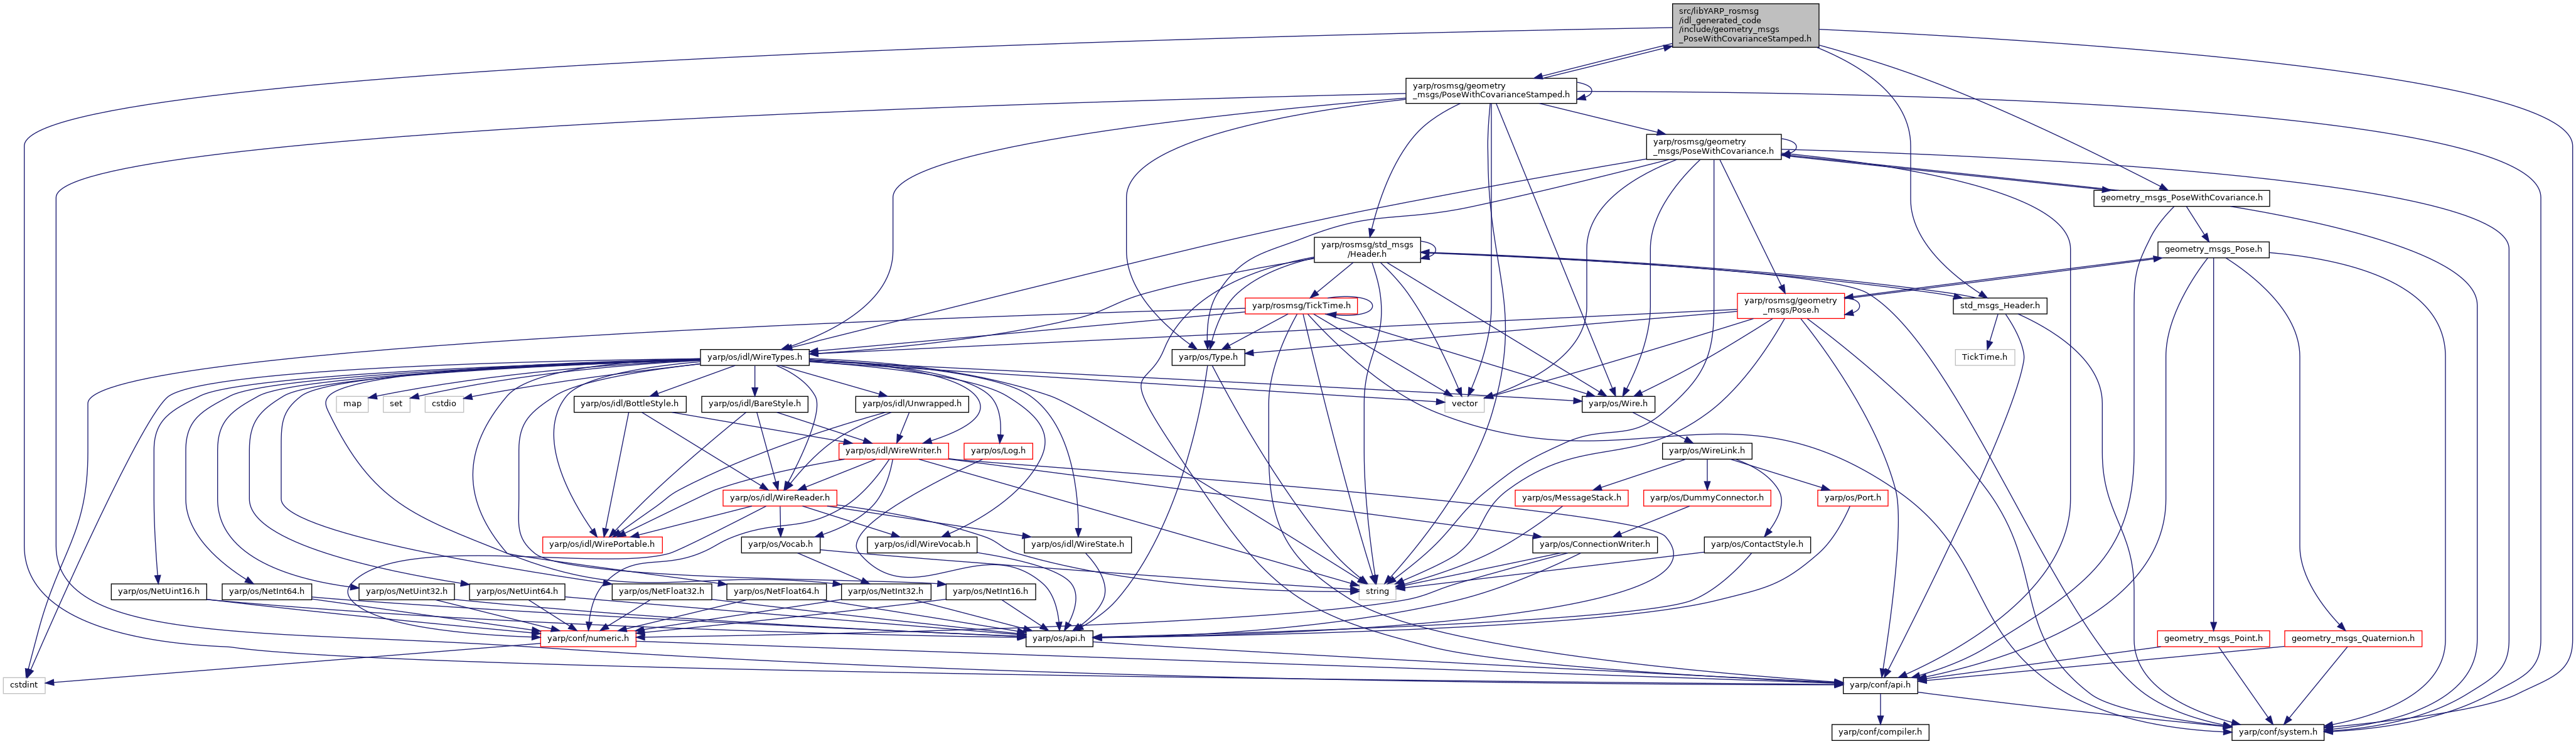 src/libYARP_rosmsg
/idl_generated_code
/include/geometry_msgs
_PoseWithCovarianceStamped.h
yarp/rosmsg/geometry
_msgs/PoseWithCovarianceStamped.h
yarp/rosmsg/geometry
_msgs/PoseWithCovariance.h
geometry_msgs_PoseWithCovariance.h
yarp/rosmsg/std_msgs
/Header.h
geometry_msgs_Pose.h
yarp/rosmsg/TickTime.h
yarp/rosmsg/geometry
_msgs/Pose.h
std_msgs_Header.h
yarp/os/idl/WireTypes.h
yarp/os/Type.h
TickTime.h
map
set
cstdio
yarp/os/idl/BottleStyle.h
yarp/os/idl/BareStyle.h
yarp/os/idl/Unwrapped.h
vector
yarp/os/Wire.h
yarp/os/idl/WireWriter.h
yarp/os/Log.h
yarp/os/WireLink.h
yarp/os/idl/WireReader.h
yarp/os/MessageStack.h
yarp/os/DummyConnector.h
yarp/os/Port.h
yarp/os/idl/WirePortable.h
yarp/os/Vocab.h
yarp/os/idl/WireVocab.h
yarp/os/idl/WireState.h
yarp/os/ConnectionWriter.h
yarp/os/ContactStyle.h
yarp/os/NetUint16.h
yarp/os/NetInt64.h
yarp/os/NetUint32.h
yarp/os/NetUint64.h
yarp/os/NetFloat32.h
yarp/os/NetFloat64.h
yarp/os/NetInt32.h
yarp/os/NetInt16.h
string
yarp/conf/numeric.h
yarp/os/api.h
geometry_msgs_Point.h
geometry_msgs_Quaternion.h
cstdint
yarp/conf/api.h
yarp/conf/compiler.h
yarp/conf/system.h